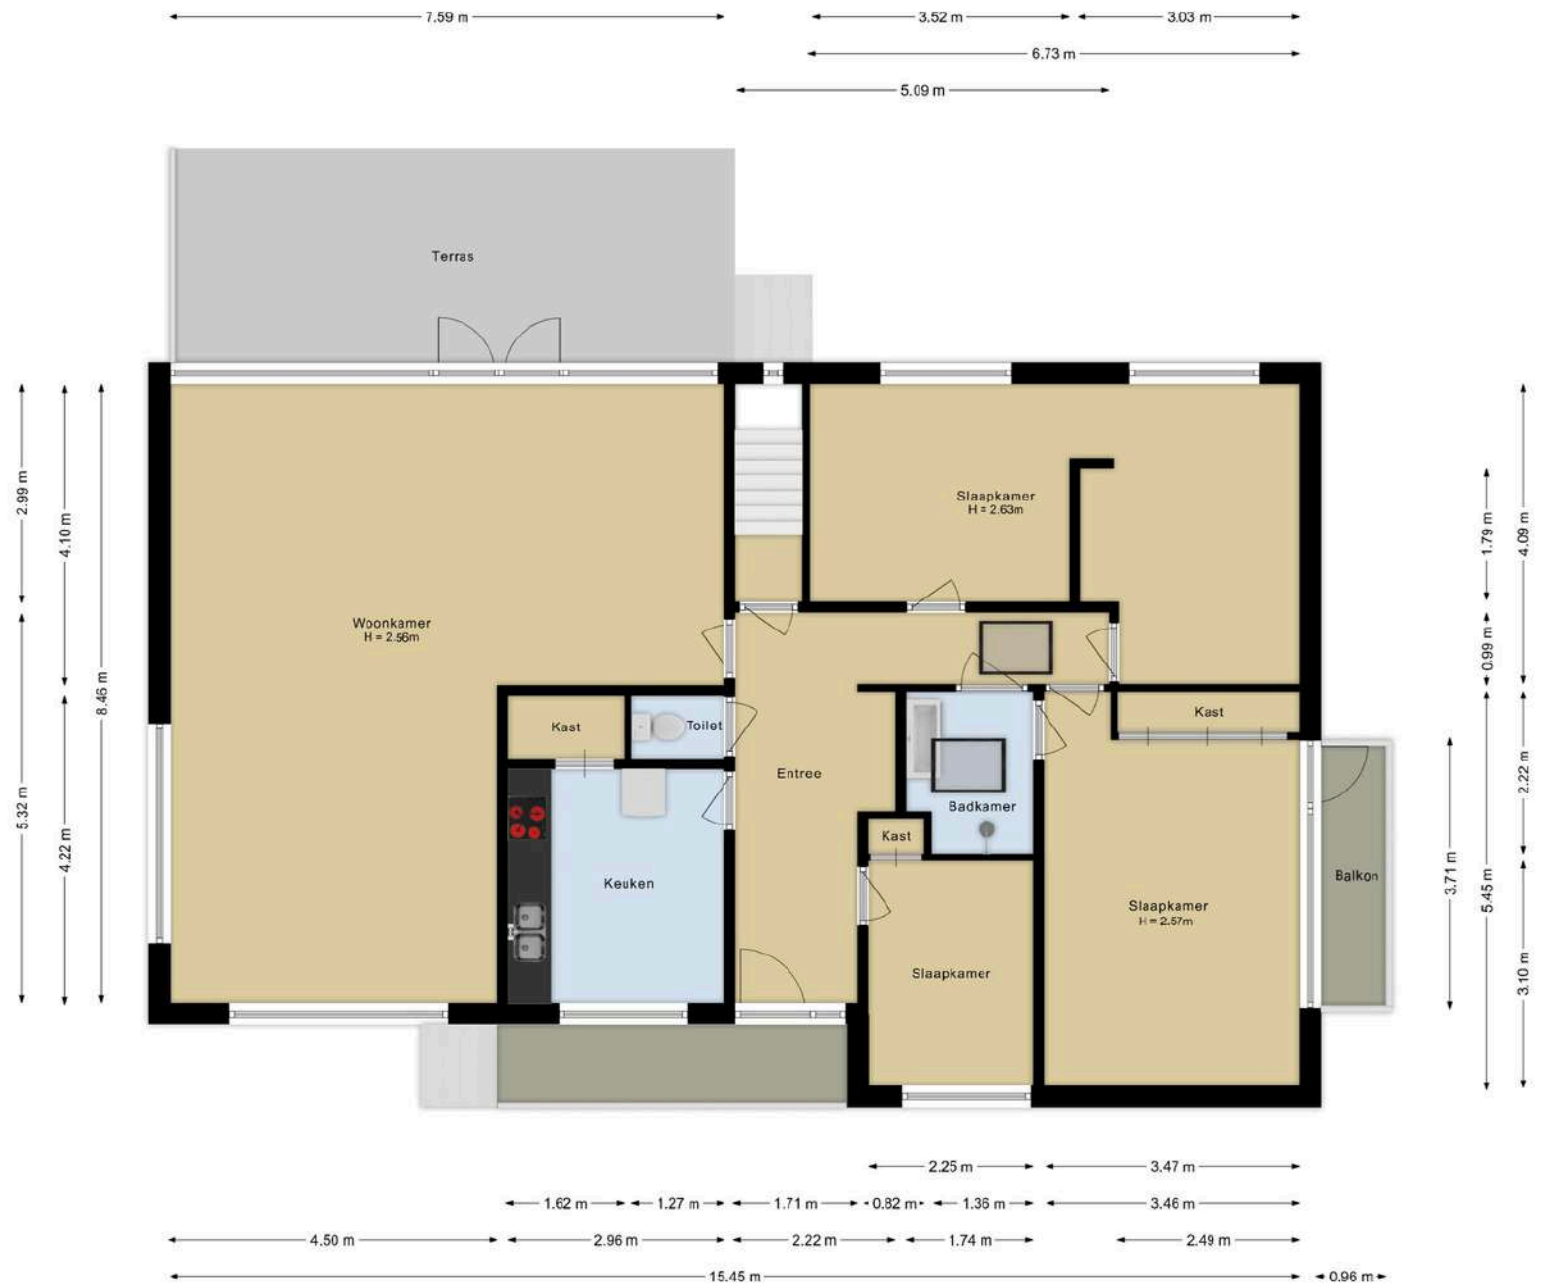 7.59 m
3.52 m
3.03 m
6.73 m
5.09 m
Terras
2.99 m
4.10 m
8.46 m
5.32 m
4.22 m
Woonkamer
H = 2.56m
Slaapkamer
H = 2.63m
1.79 m
4.09 m
0.99 m
Kast
Toilet
Kast
Entree
Badkamer
Kast
Keuken
Slaapkamer
H = 2.57m
Slaapkamer
Balkon
2.22 m
3.71 m
5.45 m
3.10 m
2.25 m
3.47 m
1.62 m
1.27 m
1.71 m
0.82 m
1.36 m
3.46 m
4.50 m
2.96 m
2.22 m
1.74 m
2.49 m
15.45 m
0.96 m